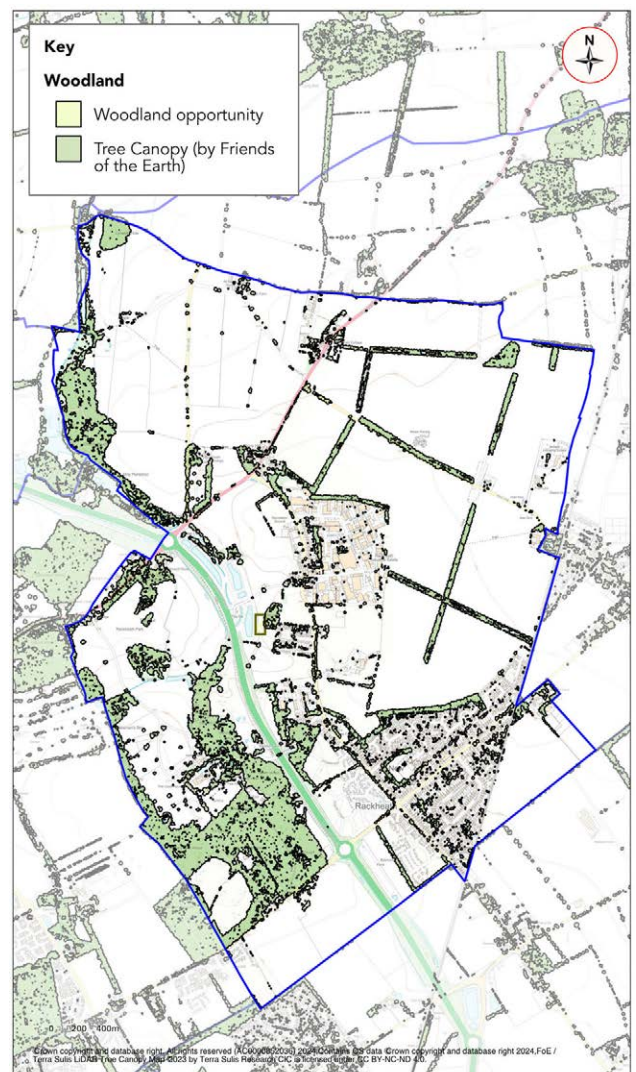 Key
N
Woodland
Woodland opportunity
Tree Canopy (by Friends
of the Earth)
Rackheat
0 200 400m
Crown copyright and database right. All rights reserved 2024 Contains OS data Crown copyright and database right 2024,FoE /
Terra Sulis LiDAR Tree Canopy Map ©2023 by Terra Sulis Research CIC is licensed under CC BY-NC-ND 4.0.